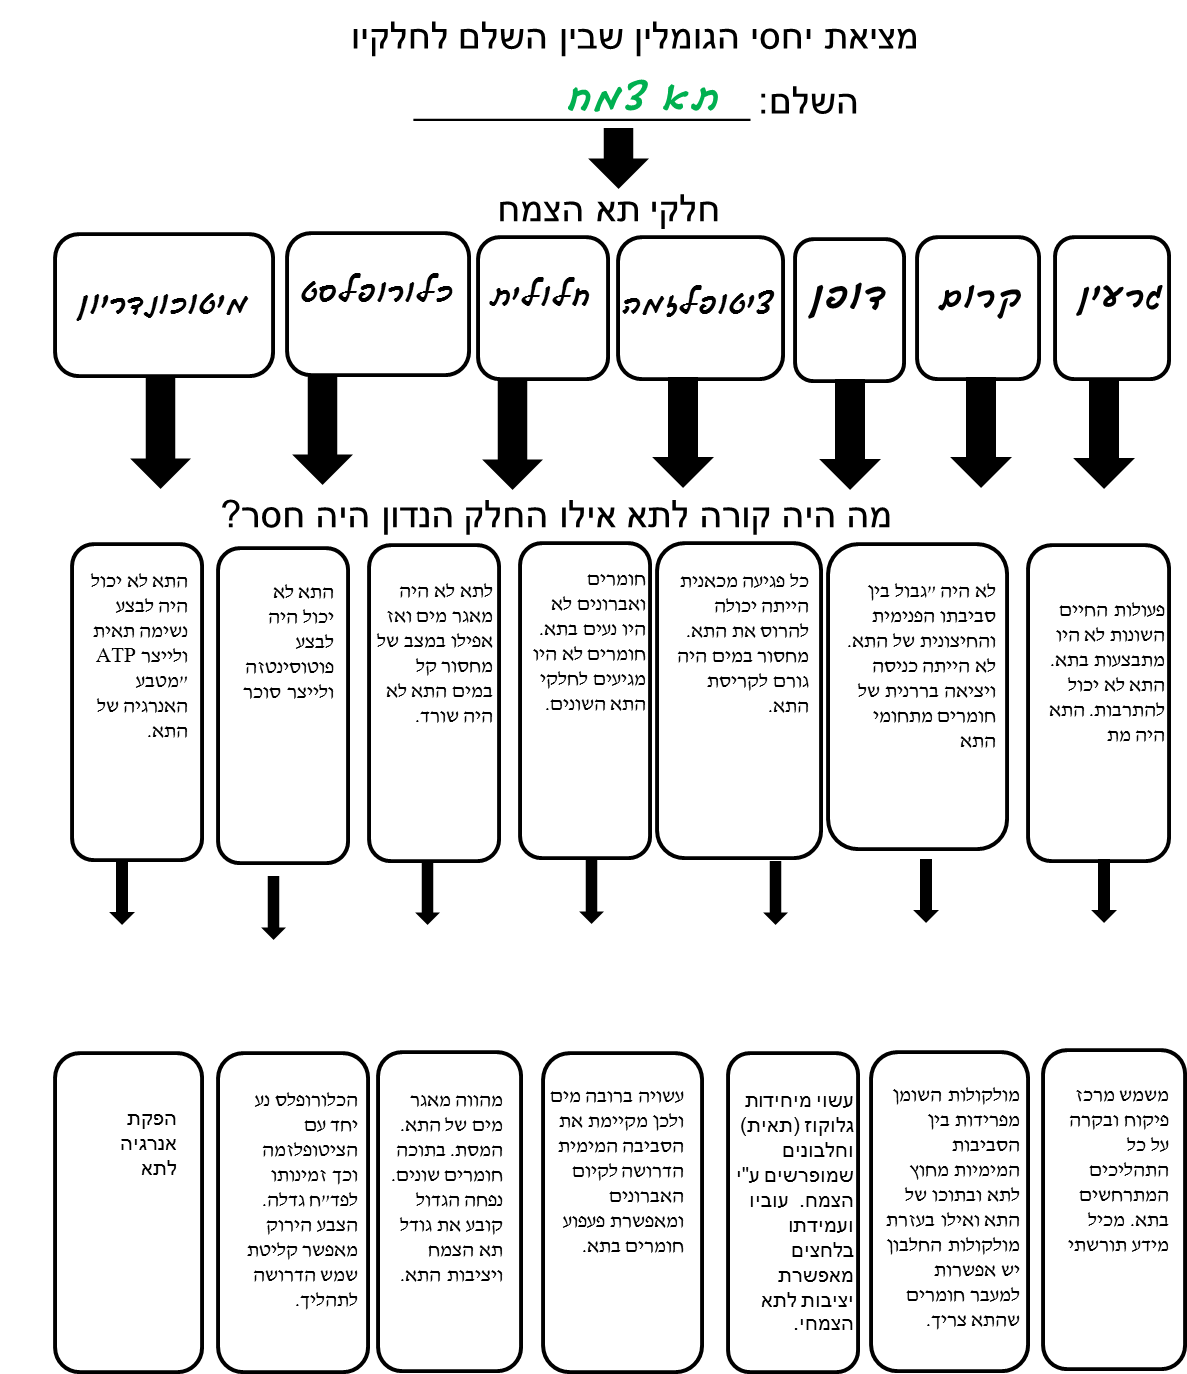 מציאת יחסי הגומלין שבין השלם לחלקיו
השלם: תא צמח
חלקי תא הצמח
גרעין
קרום
דופן
ציטופלזמה
חלולית
כלורופלסט
מיטוכונדריון
מה היה קורה לתא אילו החלק הנדון היה חסר?
פעולות החיים
השונות לא היו
מתבצעות בתא.
התא לא יכול
להתרבות. התא
היה מת
לא היה "גבול בין
סביבתו הפנימית
והחיצונית של התא.
לא הייתה כניסה
ויציאה בררנית של
חומרים מתחומי
התא
כל פגיעה מכאנית
הייתה יכולה
להרוס את התא.
מחסור במים היה
גורם לקריסת
התא.
חומרים
ואברונים לא
היו נעים בתא.
חומרים לא היו
מגיעים לחלקי
התא השונים.
לתא לא היה
מאגר מים ואז
אפילו במצב של
מחסור קל
במים התא לא
היה שורד.
התא לא
יכול היה
לבצע
פוטוסינטזה
ולייצר סוכר
התא לא יכול
היה לבצע
נשימה תאית
ולייצר ATP
"מטבע
האנרגיה של
התא.
משמש מרכז
פיקוח ובקרה
על כל
התהליכים
המתרחשים
בתא. מכיל
מידע תורשתי
מולקולות השומן
מפרידות בין
הסביבות
המימיות מחוץ
לתא ובתוכו של
התא ואילו בעזרת
מולקולות החלבון
יש אפשרות
למעבר חומרים
שהתא צריך.
עשוי מיחידות
גלוקוז (תאית)
וחלבונים
שמופרשים ע"י
הצמח. עוביו
ועמידתו
בלחצים
מאפשרת
יציבות לתא
הצמחי.
עשויה ברובה מים
ולכן מקיימת את
הסביבה המימית
הדרושה לקיום
האברונים
ומאפשרת פעפוע
חומרים בתא.
מהווה מאגר
מים של התא.
המסת. בתוכה
חומרים שונים.
נפחה הגדול
קובע את גודל
תא הצמח
ויציבות התא.
הכלורופלס נע
יחד עם
הציטופלזמה
וכך זמינותו
לפד"ח גדלה.
הצבע הירוק
מאפשר קליטת
שמש הדרושה
לתהליך.
הפקת
אנרגיה
לתא